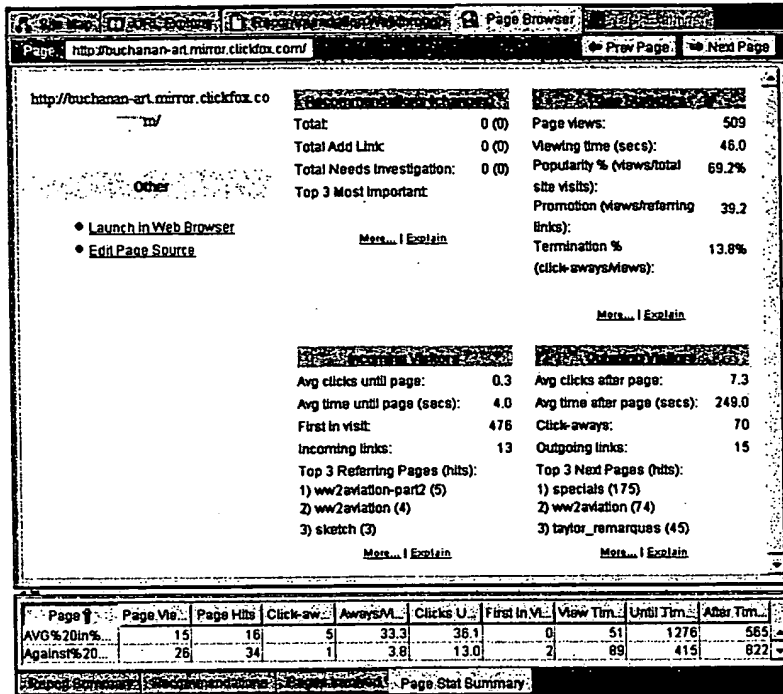 Page Browser
Page: http://buchanan-art.mirror.clickfox.com/
Prev Page
Next Page
http://buchanan-art.mirror.clickfox.co
m/
Other
Launch in Web Browser
Edit Page Source
Total: 0 (0)
Total Add Link: 0 (0)
Total Needs Investigation: 0 (0)
Top 3 Most Important:
More... | Explain
Page views: 509
Viewing time (secs): 46.0
Popularity % (views/total 69.2%
site visits):
Promotion (views/referring 39.2
links):
Termination % 13.8%
(click-aways/views):
More... | Explain
Incoming Visitors
Avg clicks until page: 0.3
Avg time until page (secs): 4.0
First in visit: 476
Incoming links: 13
Top 3 Referring Pages (hits):
1) ww2aviation-part2 (5)
2) ww2aviation (4)
3) sketch (3)
More... | Explain
Outgoing Visitors
Avg clicks after page: 7.3
Avg time after page (secs): 249.0
Click-aways: 70
Outgoing links: 15
Top 3 Next Pages (hits):
1) specials (175)
2) ww2aviation (74)
3) taylor_remarques (45)
More... | Explain
Page Page Vie... Page Hits Click-aw... Aways/Vi... Clicks U... First In Vi... View Tim... Until Tim... After Tim...
AVG%20in%... 15 16 5 33.3 36.1 0 51 1276 565
Against%20... 26 34 1 3.8 13.0 2 89 415 822
Page Stat Summary